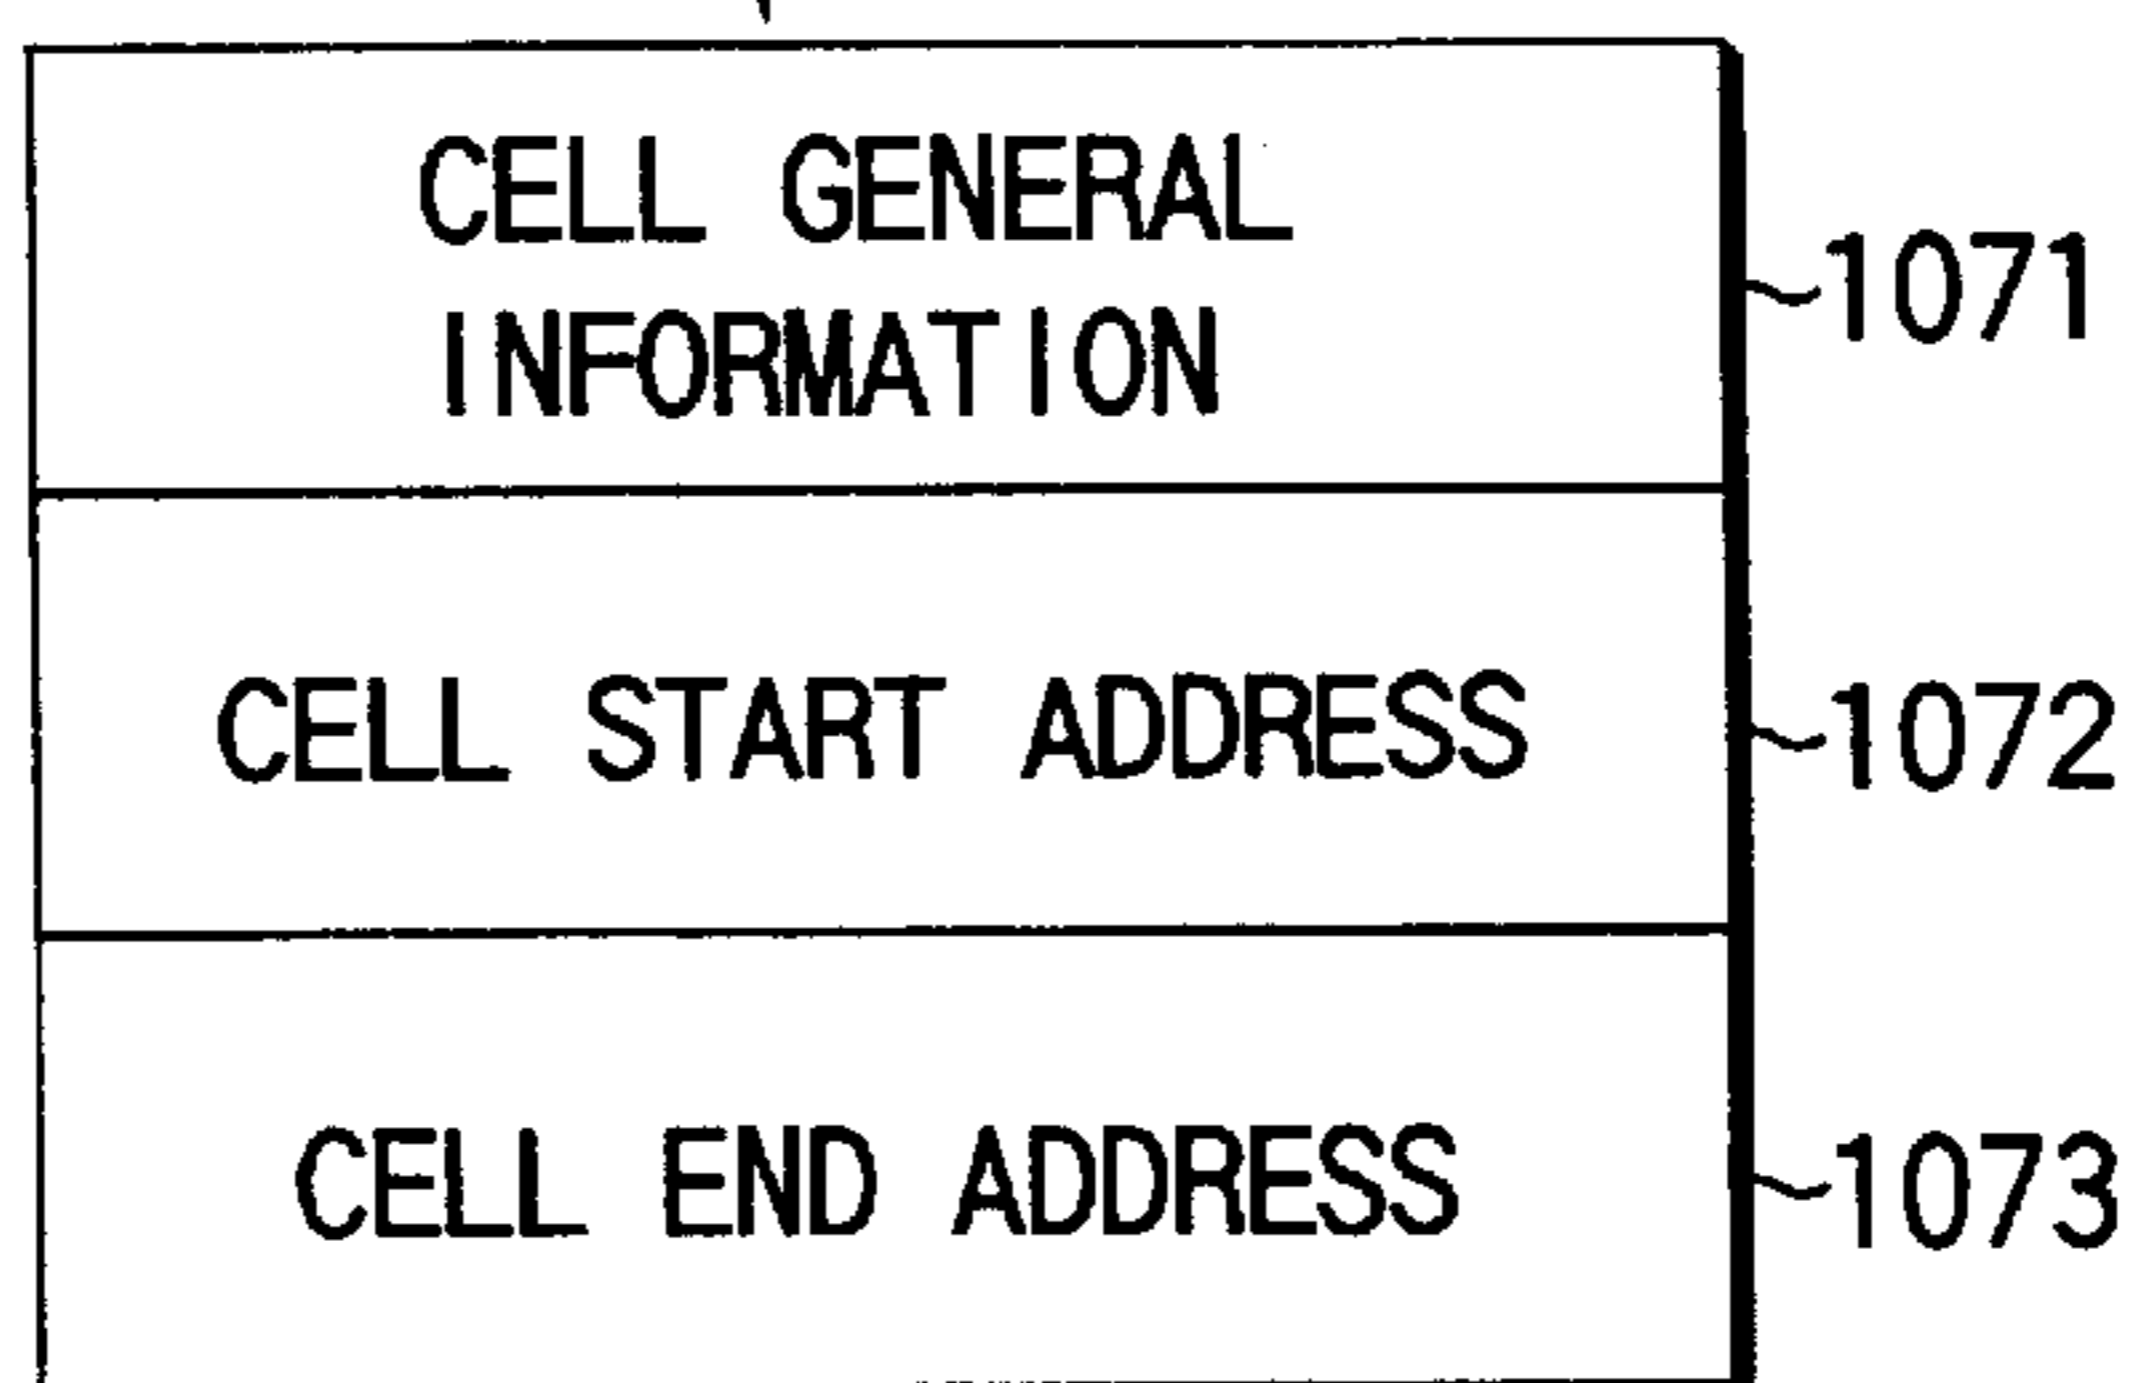 CELL GENERAL
INFORMATION
1071
CELL START ADDRESS
1072
CELL END ADDRESS
1073